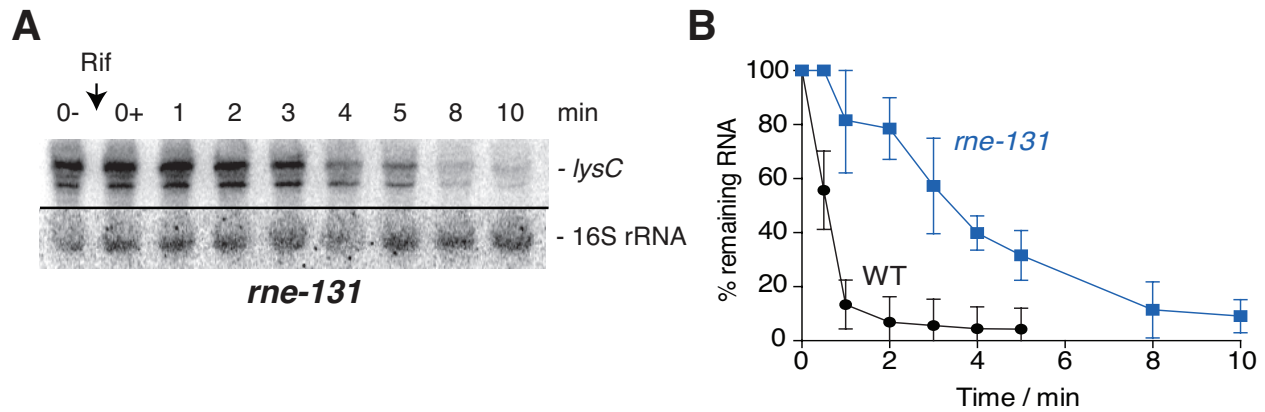 A
Rif
0- 0+ 1 2 3 4 5 8 10 min
- lysC
- 16S rRNA
rne-131
B
100
80
60
40
20
0
% remaining RNA
rne-131
WT
0 2 4 6 8 10
Time / min